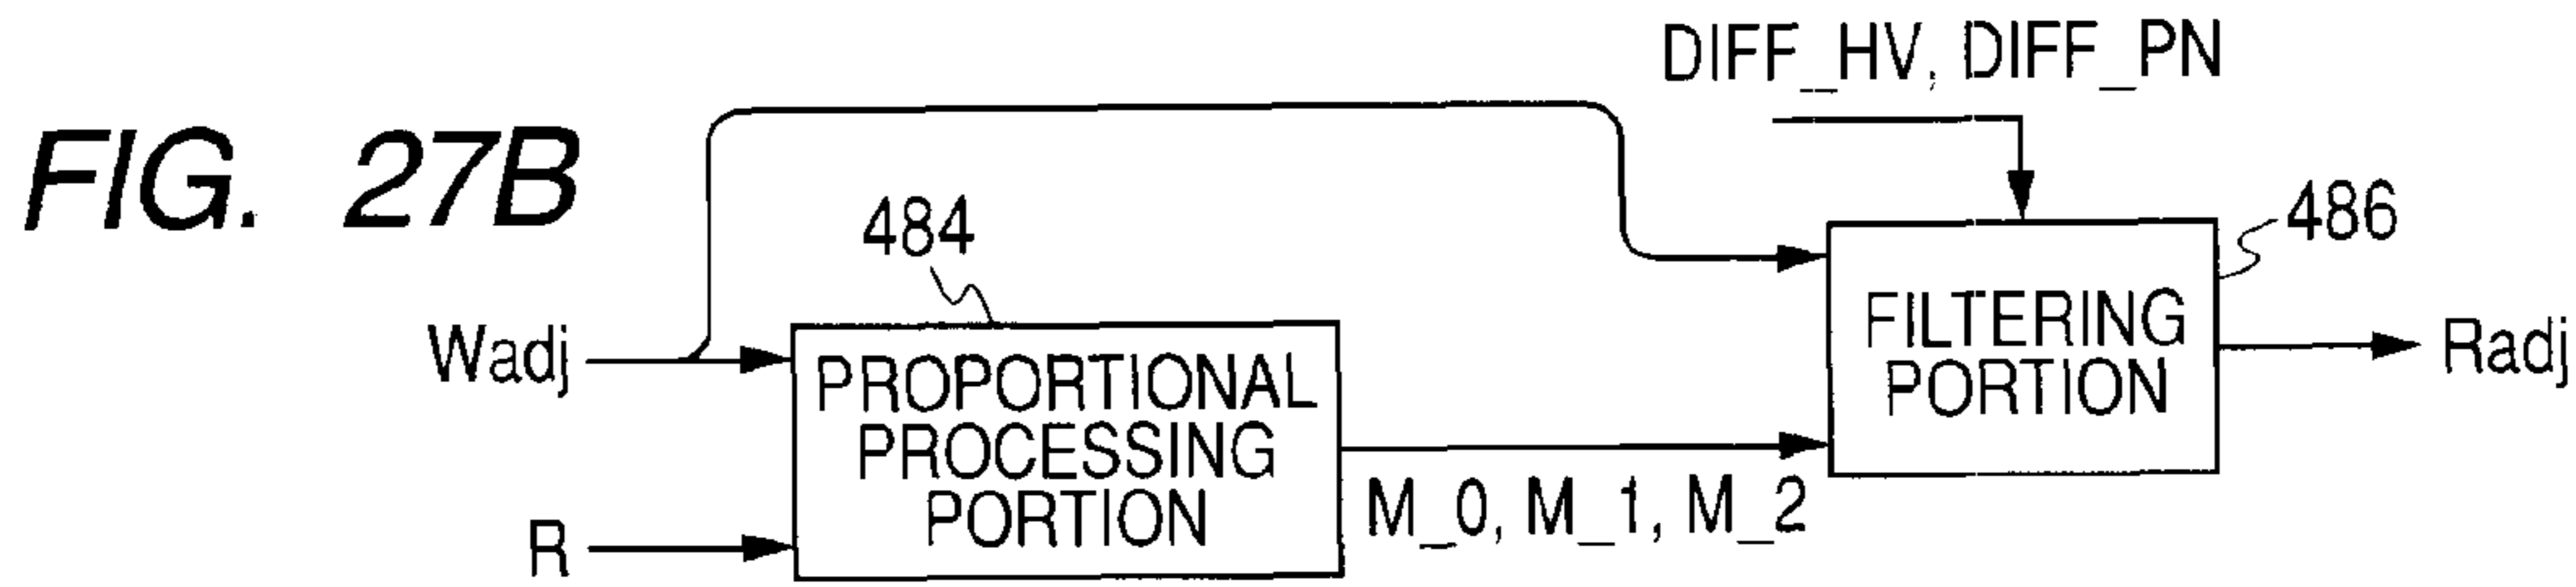 DIFF_HV, DIFF_PN
FIG. 27B
484
486
Wadj
PROPORTIONAL
PROCESSING
PORTION
FILTERING
PORTION
Radj
R
M_0, M_1, M_2